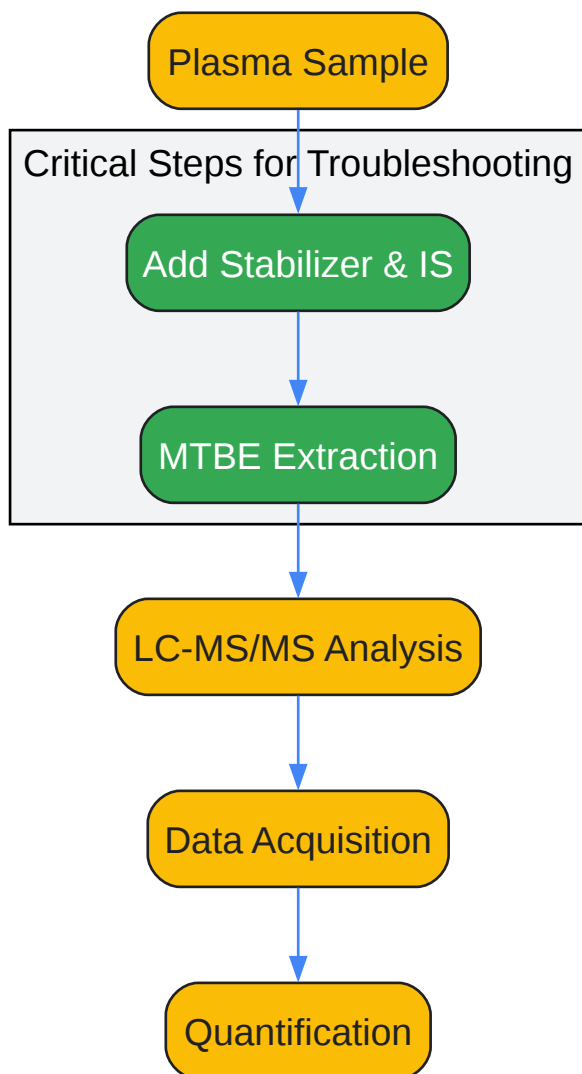 Plasma Sample
Critical Steps for Troubleshooting
Add Stabilizer & IS
MTBE Extraction
LC-MS/MS Analysis
Data Acquisition
Quantification